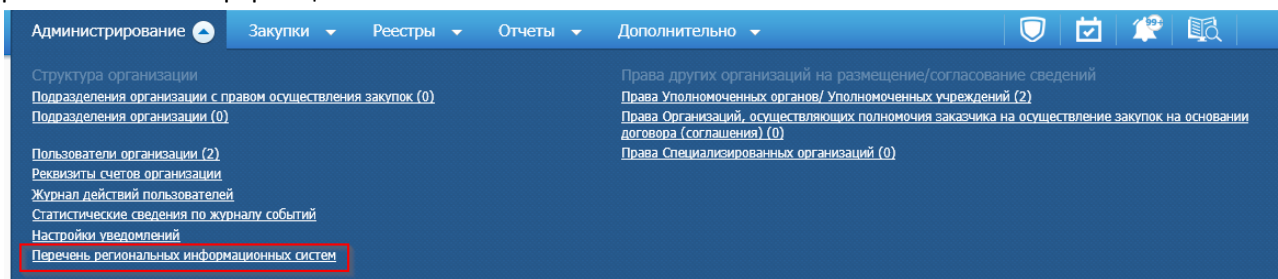 Администрирование Закупки Реестры Отчеты Дополнительно 99+
Структура организации
Подразделения организации с правом осуществления закупок (0)
Подразделения организации (0)
Пользователи организации (2)
Реквизиты счетов организации
Журнал действий пользователей
Статистические сведения по журналу событий
Настройки уведомлений
Перечень региональных информационных систем
Права других организаций на размещение/согласование сведений
Права Уполномоченных органов/ Уполномоченных учреждений (2)
Права Организаций, осуществляющих полномочия заказчика на осуществление закупок на основании
договора (соглашения) (0)
Права Специализированных организаций (0)